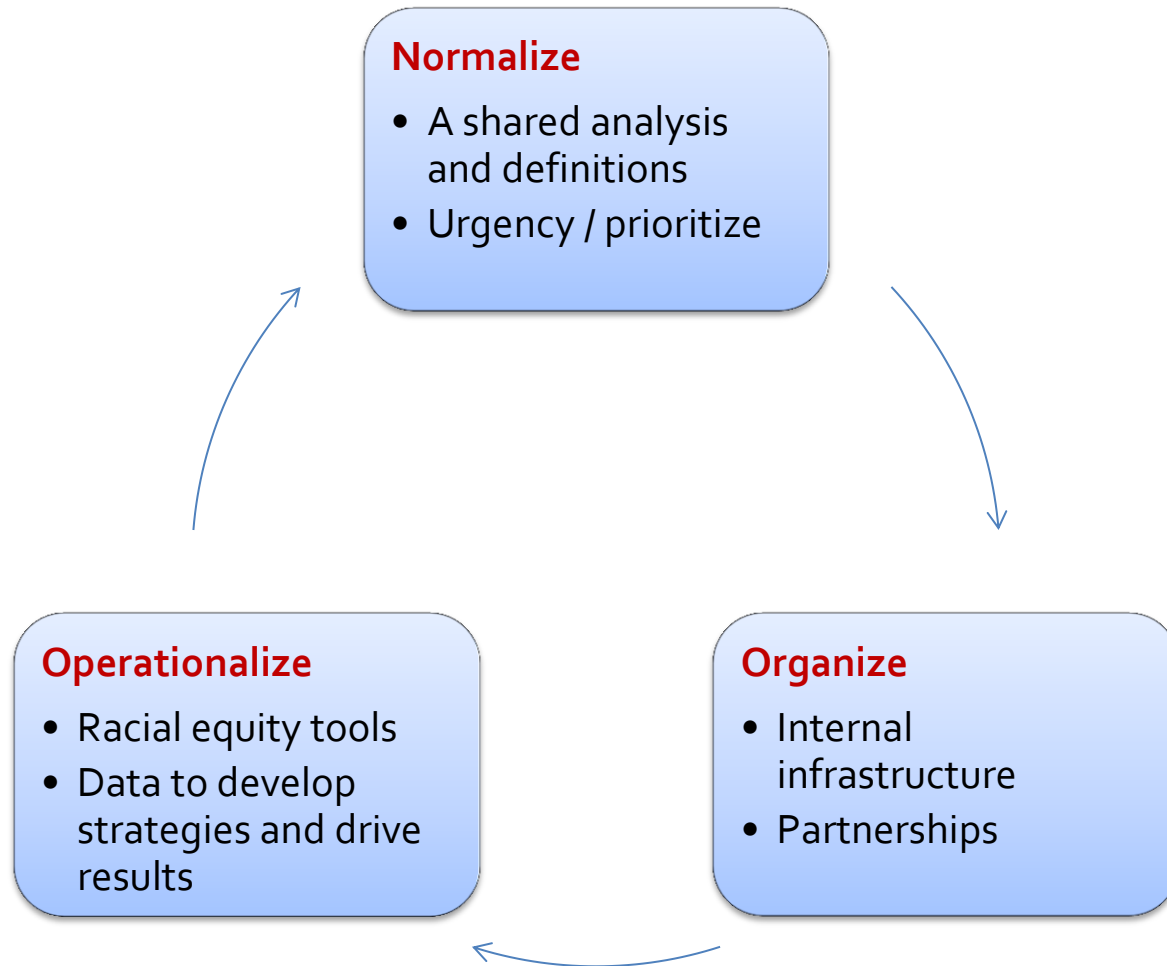 Normalize
• A shared analysis
and definitions
• Urgency / prioritize
Operationalize
• Racial equity tools
• Data to develop
strategies and drive
results
Organize
• Internal
infrastructure
• Partnerships